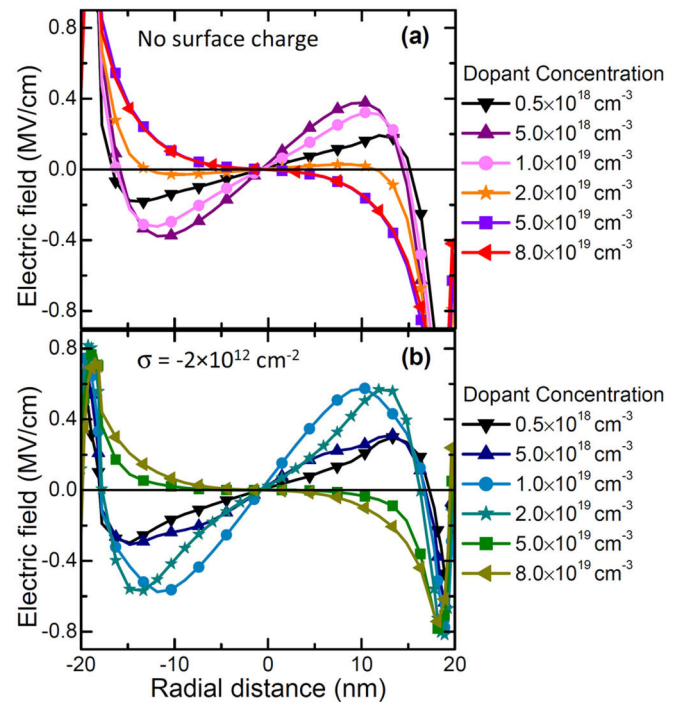 0.8
0.4
0.0
-0.4
-0.8
Electric field (MV/cm)
No surface charge
(a)
Dopant Concentration
0.5×10¹⁸ cm⁻³
5.0×10¹⁸ cm⁻³
1.0×10¹⁹ cm⁻³
2.0×10¹⁹ cm⁻³
5.0×10¹⁹ cm⁻³
8.0×10¹⁹ cm⁻³
0.8
0.4
0.0
-0.4
-0.8
Electric field (MV/cm)
σ = -2×10¹² cm⁻²
(b)
Dopant Concentration
0.5×10¹⁸ cm⁻³
5.0×10¹⁸ cm⁻³
1.0×10¹⁹ cm⁻³
2.0×10¹⁹ cm⁻³
5.0×10¹⁹ cm⁻³
8.0×10¹⁹ cm⁻³
-20 -10 0 10 20
Radial distance (nm)